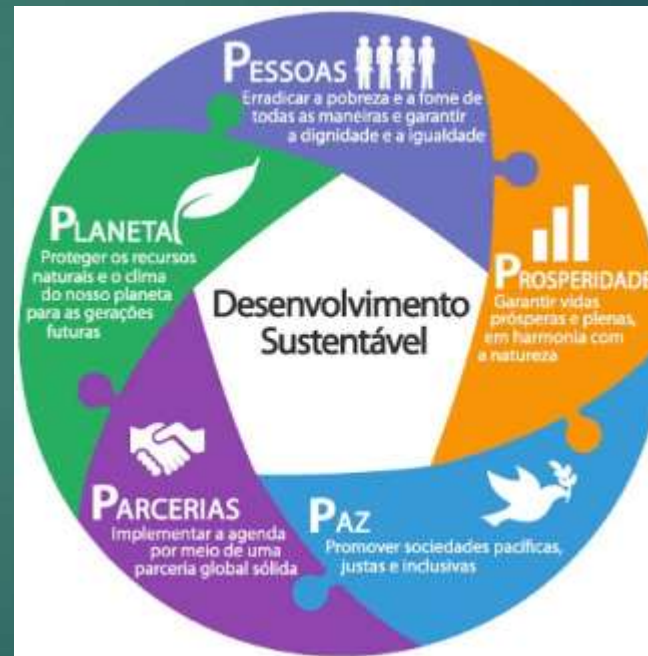 PESSOAS
Erradicar a pobreza e a fome de
todas as maneiras e garantir
a dignidade e a igualdade
PROSPERIDADE
Garantir vidas
prósperas e plenas,
em harmonia com
a natureza
PLANETA
Proteger os recursos
naturais e o clima
do nosso planeta
para as gerações
futuras
Desenvolvimento
Sustentável
PARCERIAS
Implementar a agenda
por meio de uma
parceria global sólida
PAZ
Promover sociedades pacíficas,
justas e inclusivas